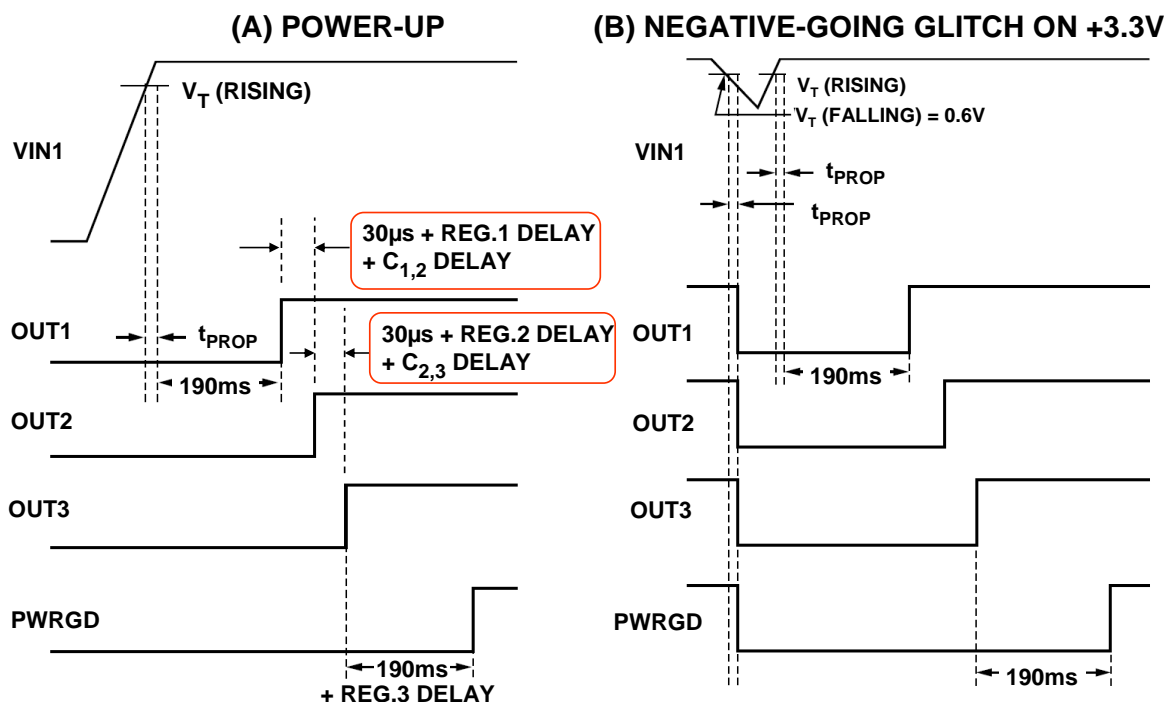 (A) POWER-UP
VT (RISING)
VIN1
30µs + REG.1 DELAY
+ C1,2 DELAY
OUT1
tPROP
30µs + REG.2 DELAY
+ C2,3 DELAY
190ms
OUT2
OUT3
PWRGD
190ms
+ REG.3 DELAY
(B) NEGATIVE-GOING GLITCH ON +3.3V
VT (RISING)
VT (FALLING) = 0.6V
VIN1
tPROP
tPROP
OUT1
190ms
OUT2
OUT3
PWRGD
190ms